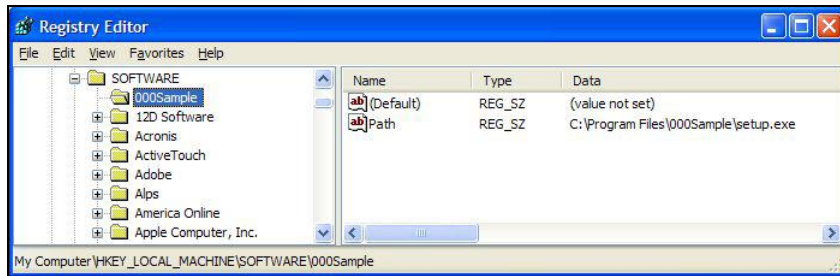 Registry Editor
File Edit View Favorites Help
SOFTWARE
000Sample
12D Software
Acronis
ActiveTouch
Adobe
Alps
America Online
Apple Computer, Inc.
Name Type Data
ab (Default) REG_SZ (value not set)
ab Path REG_SZ C:\Program Files\000Sample\setup.exe
My Computer\HKEY_LOCAL_MACHINE\SOFTWARE\000Sample